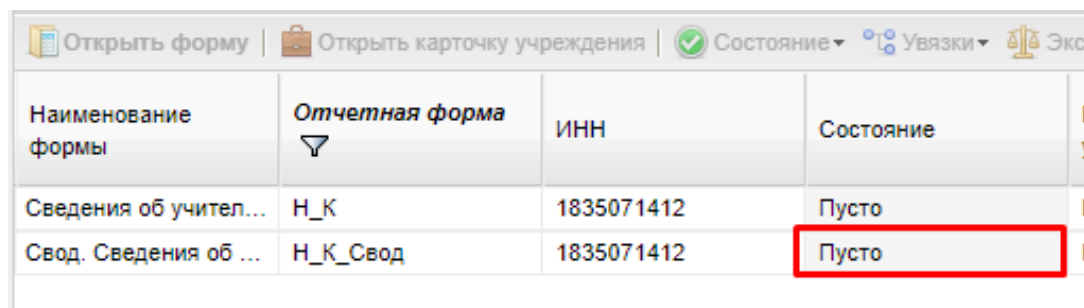 Открыть форму | Открыть карточку учреждения | Состояние Увязки Экс
Наименование формы Отчетная форма ИНН Состояние
Сведения об учител... Н_К 1835071412 Пусто
Свод. Сведения об ... Н_К_Свод 1835071412 Пусто